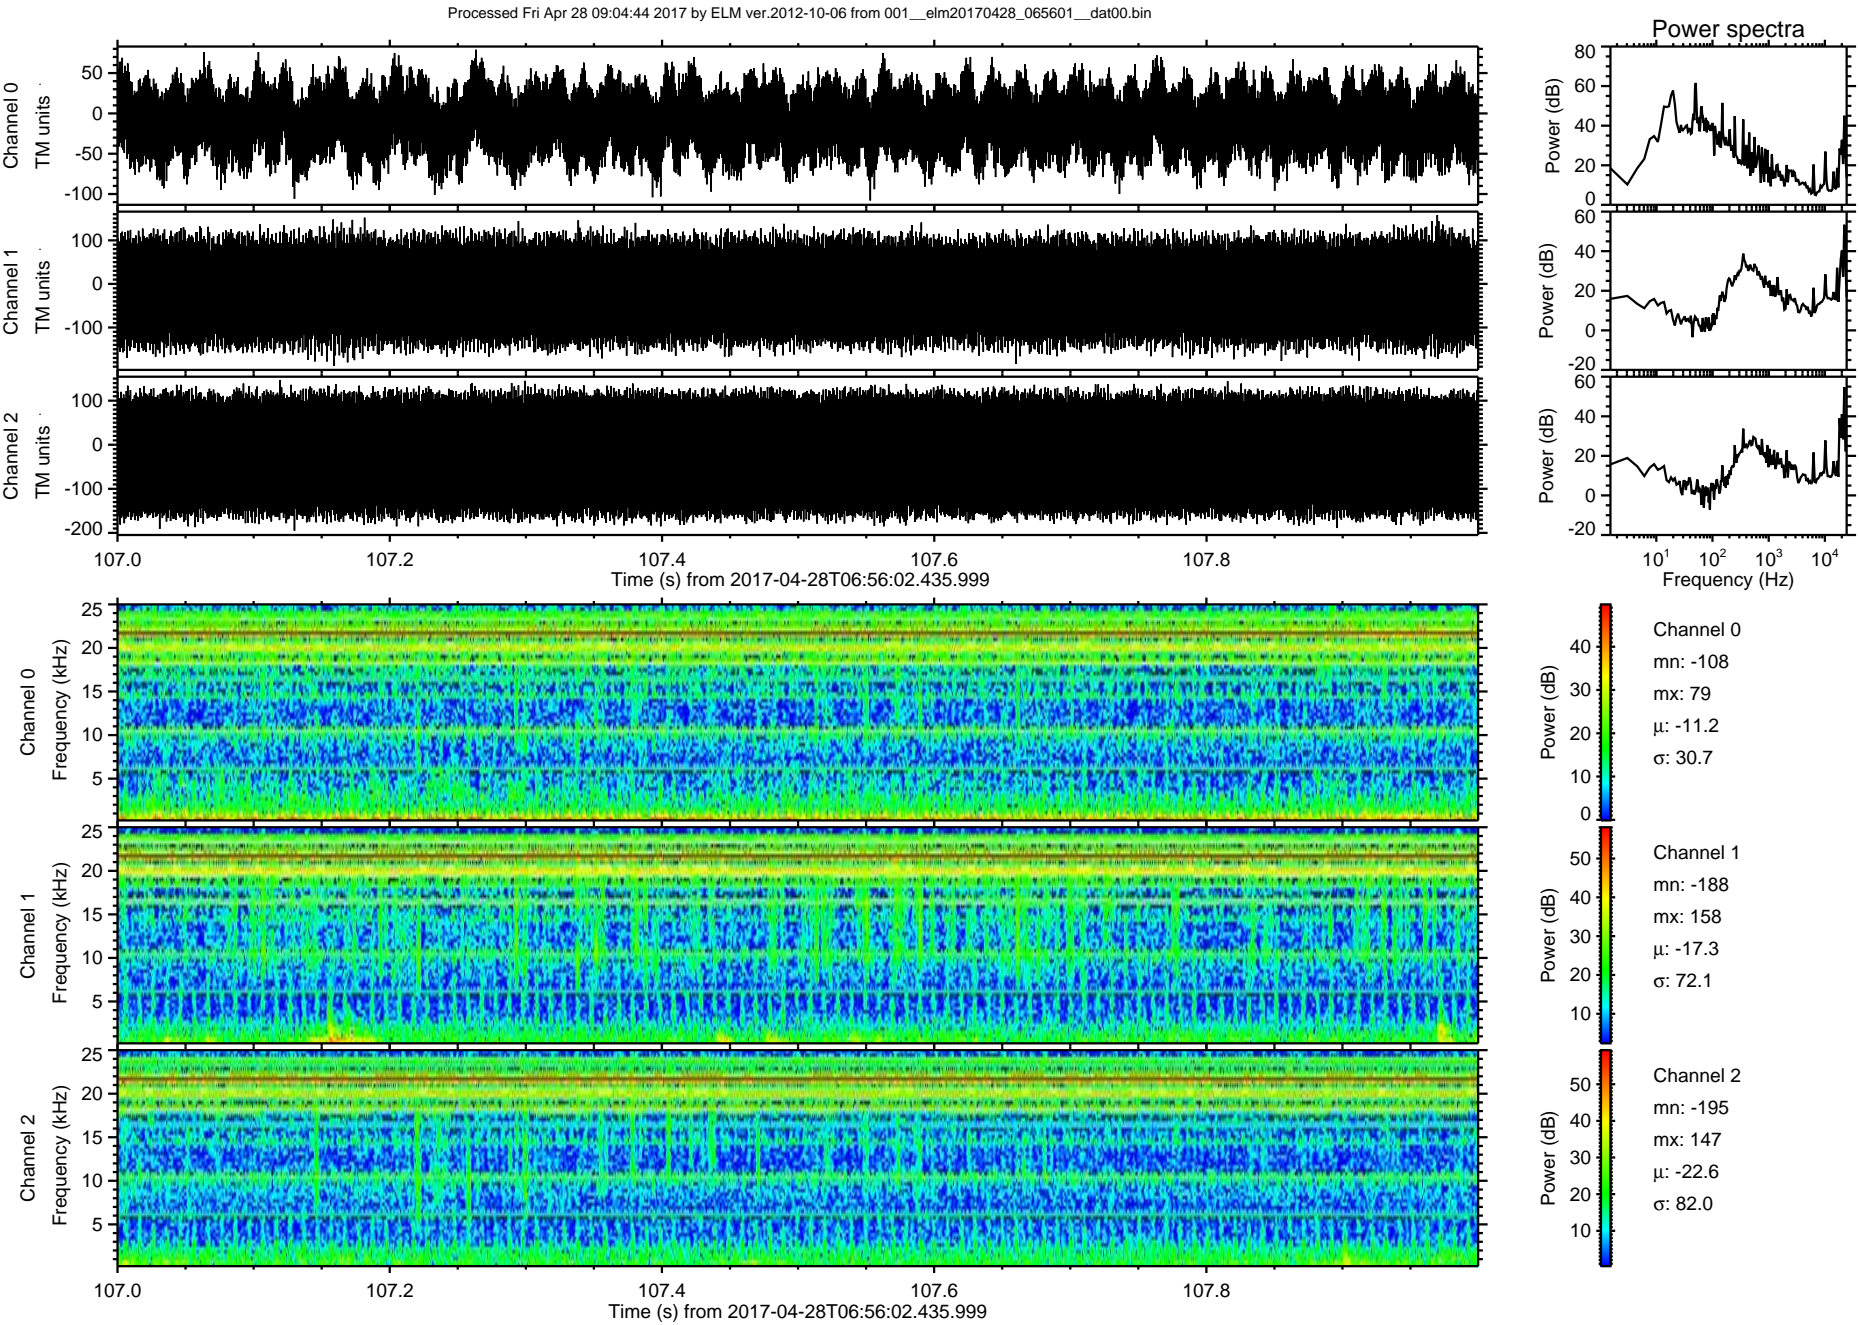 Processed Fri Apr 28 09:04:44 2017 by ELM ver.2012-10-06 from 001__elm20170428_065601__dat00.bin
Power spectra
Channel 0
TM units
50
0
-50
-100
Power (dB)
80
60
40
20
0
Channel 1
TM units
100
0
-100
Power (dB)
60
40
20
0
-20
Channel 2
TM units
100
0
-100
-200
Power (dB)
60
40
20
0
-20
107.0 107.2 107.4 107.6 107.8
Time (s) from 2017-04-28T06:56:02.435.999
10¹ 10² 10³ 10⁴
Frequency (Hz)
Channel 0
Frequency (kHz)
25
20
15
10
5
Power (dB)
40
30
20
10
0
Channel 0
mn: -108
mx: 79
μ: -11.2
σ: 30.7
Channel 1
Frequency (kHz)
25
20
15
10
5
Power (dB)
50
40
30
20
10
Channel 1
mn: -188
mx: 158
μ: -17.3
σ: 72.1
Channel 2
Frequency (kHz)
25
20
15
10
5
Power (dB)
50
40
30
20
10
Channel 2
mn: -195
mx: 147
μ: -22.6
σ: 82.0
107.0 107.2 107.4 107.6 107.8
Time (s) from 2017-04-28T06:56:02.435.999